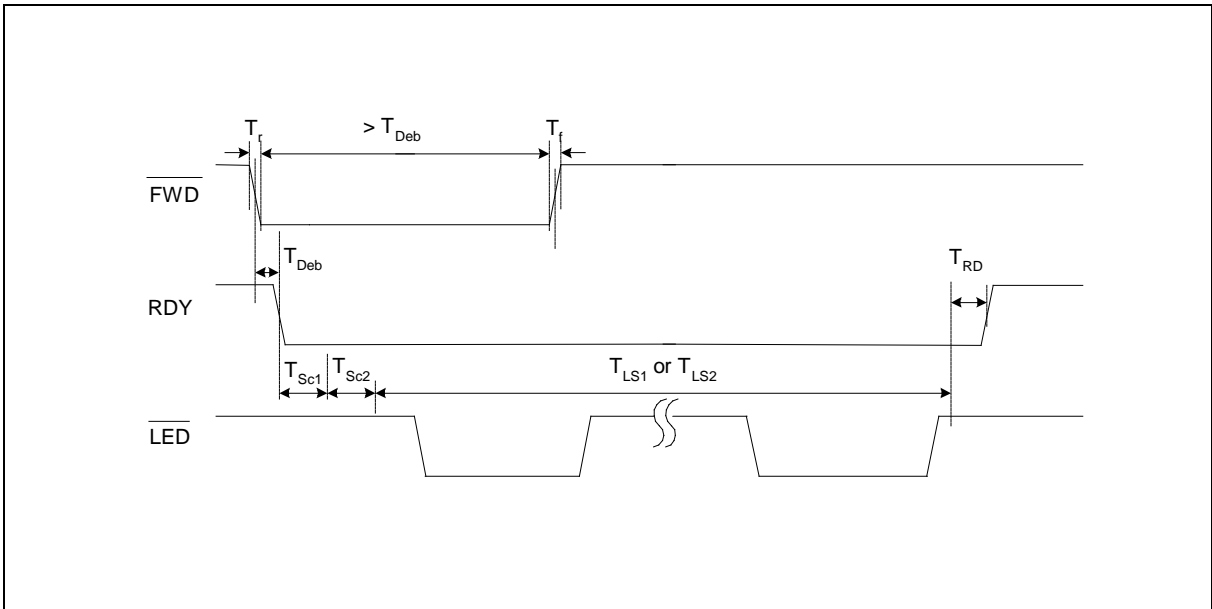 T_r
> T_Deb
T_f
FWD
T_Deb
T_RD
RDY
T_Sc1
T_Sc2
T_LS1 or T_LS2
LED